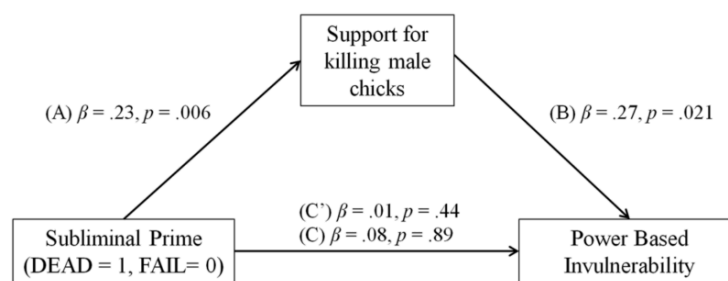 Support for
killing male
chicks
(A) β = .23, p = .006
(B) β = .27, p = .021
(C’) β = .01, p = .44
(C) β = .08, p = .89
Subliminal Prime
(DEAD = 1, FAIL= 0)
Power Based
Invulnerability